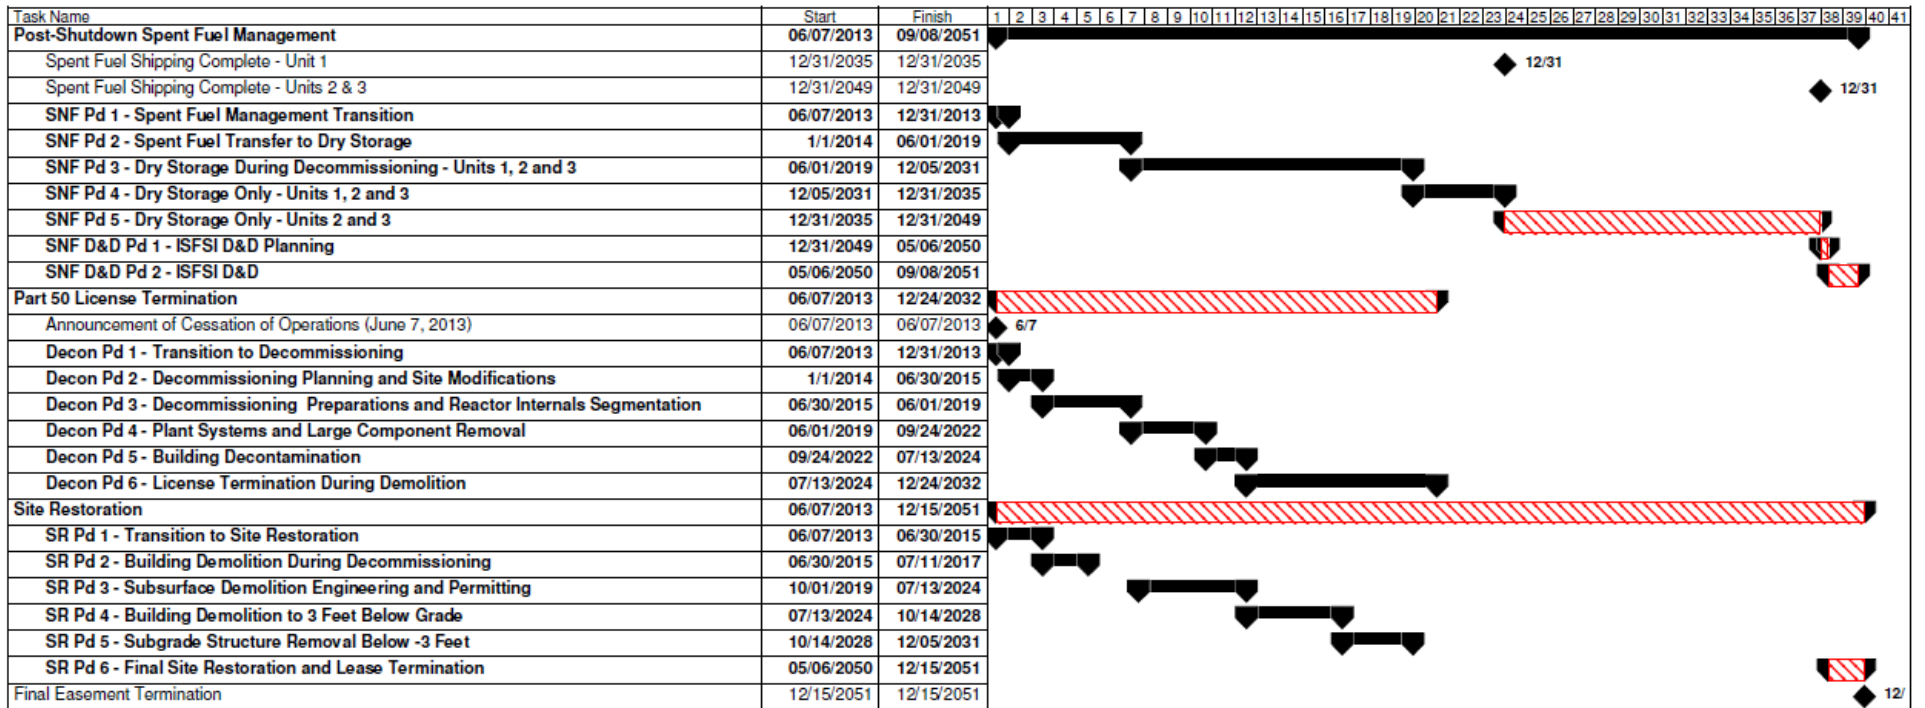 Task Name Start Finish 1 2 3 4 5 6 7 8 9 10 11 12 13 14 15 16 17 18 19 20 21 22 23 24 25 26 27 28 29 30 31 32 33 34 35 36 37 38 39 40 41
Post-Shutdown Spent Fuel Management 06/07/2013 09/08/2051
Spent Fuel Shipping Complete - Unit 1 12/31/2035 12/31/2035 12/31
Spent Fuel Shipping Complete - Units 2 & 3 12/31/2049 12/31/2049 12/31
SNF Pd 1 - Spent Fuel Management Transition 06/07/2013 12/31/2013
SNF Pd 2 - Spent Fuel Transfer to Dry Storage 1/1/2014 06/01/2019
SNF Pd 3 - Dry Storage During Decommissioning - Units 1, 2 and 3 06/01/2019 12/05/2031
SNF Pd 4 - Dry Storage Only - Units 1, 2 and 3 12/05/2031 12/31/2035
SNF Pd 5 - Dry Storage Only - Units 2 and 3 12/31/2035 12/31/2049
SNF D&D Pd 1 - ISFSI D&D Planning 12/31/2049 05/06/2050
SNF D&D Pd 2 - ISFSI D&D 05/06/2050 09/08/2051
Part 50 License Termination 06/07/2013 12/24/2032
Announcement of Cessation of Operations (June 7, 2013) 06/07/2013 06/07/2013 6/7
Decon Pd 1 - Transition to Decommissioning 06/07/2013 12/31/2013
Decon Pd 2 - Decommissioning Planning and Site Modifications 1/1/2014 06/30/2015
Decon Pd 3 - Decommissioning Preparations and Reactor Internals Segmentation 06/30/2015 06/01/2019
Decon Pd 4 - Plant Systems and Large Component Removal 06/01/2019 09/24/2022
Decon Pd 5 - Building Decontamination 09/24/2022 07/13/2024
Decon Pd 6 - License Termination During Demolition 07/13/2024 12/24/2032
Site Restoration 06/07/2013 12/15/2051
SR Pd 1 - Transition to Site Restoration 06/07/2013 06/30/2015
SR Pd 2 - Building Demolition During Decommissioning 06/30/2015 07/11/2017
SR Pd 3 - Subsurface Demolition Engineering and Permitting 10/01/2019 07/13/2024
SR Pd 4 - Building Demolition to 3 Feet Below Grade 07/13/2024 10/14/2028
SR Pd 5 - Subgrade Structure Removal Below -3 Feet 10/14/2028 12/05/2031
SR Pd 6 - Final Site Restoration and Lease Termination 05/06/2050 12/15/2051
Final Easement Termination 12/15/2051 12/15/2051 12/